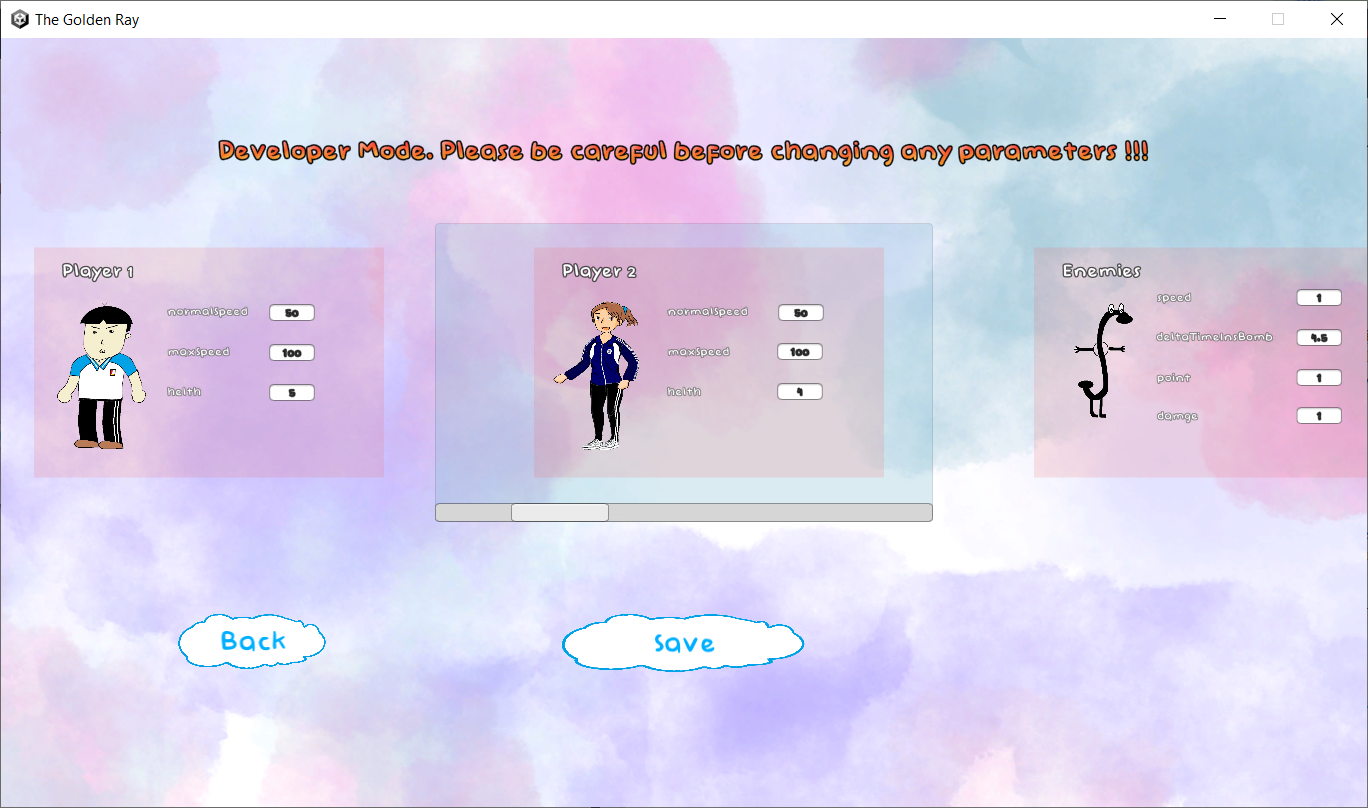 The Golden Ray
Developer Mode. Please be careful before changing any parameters !!!
Player 1
normalSpeed 50
maxSpeed 100
helth 5
Player 2
normalSpeed 50
maxSpeed 100
helth 4
Enemies
speed 1
deltaTimeInsBomb 4.5
point 1
damge 1
Back
Save